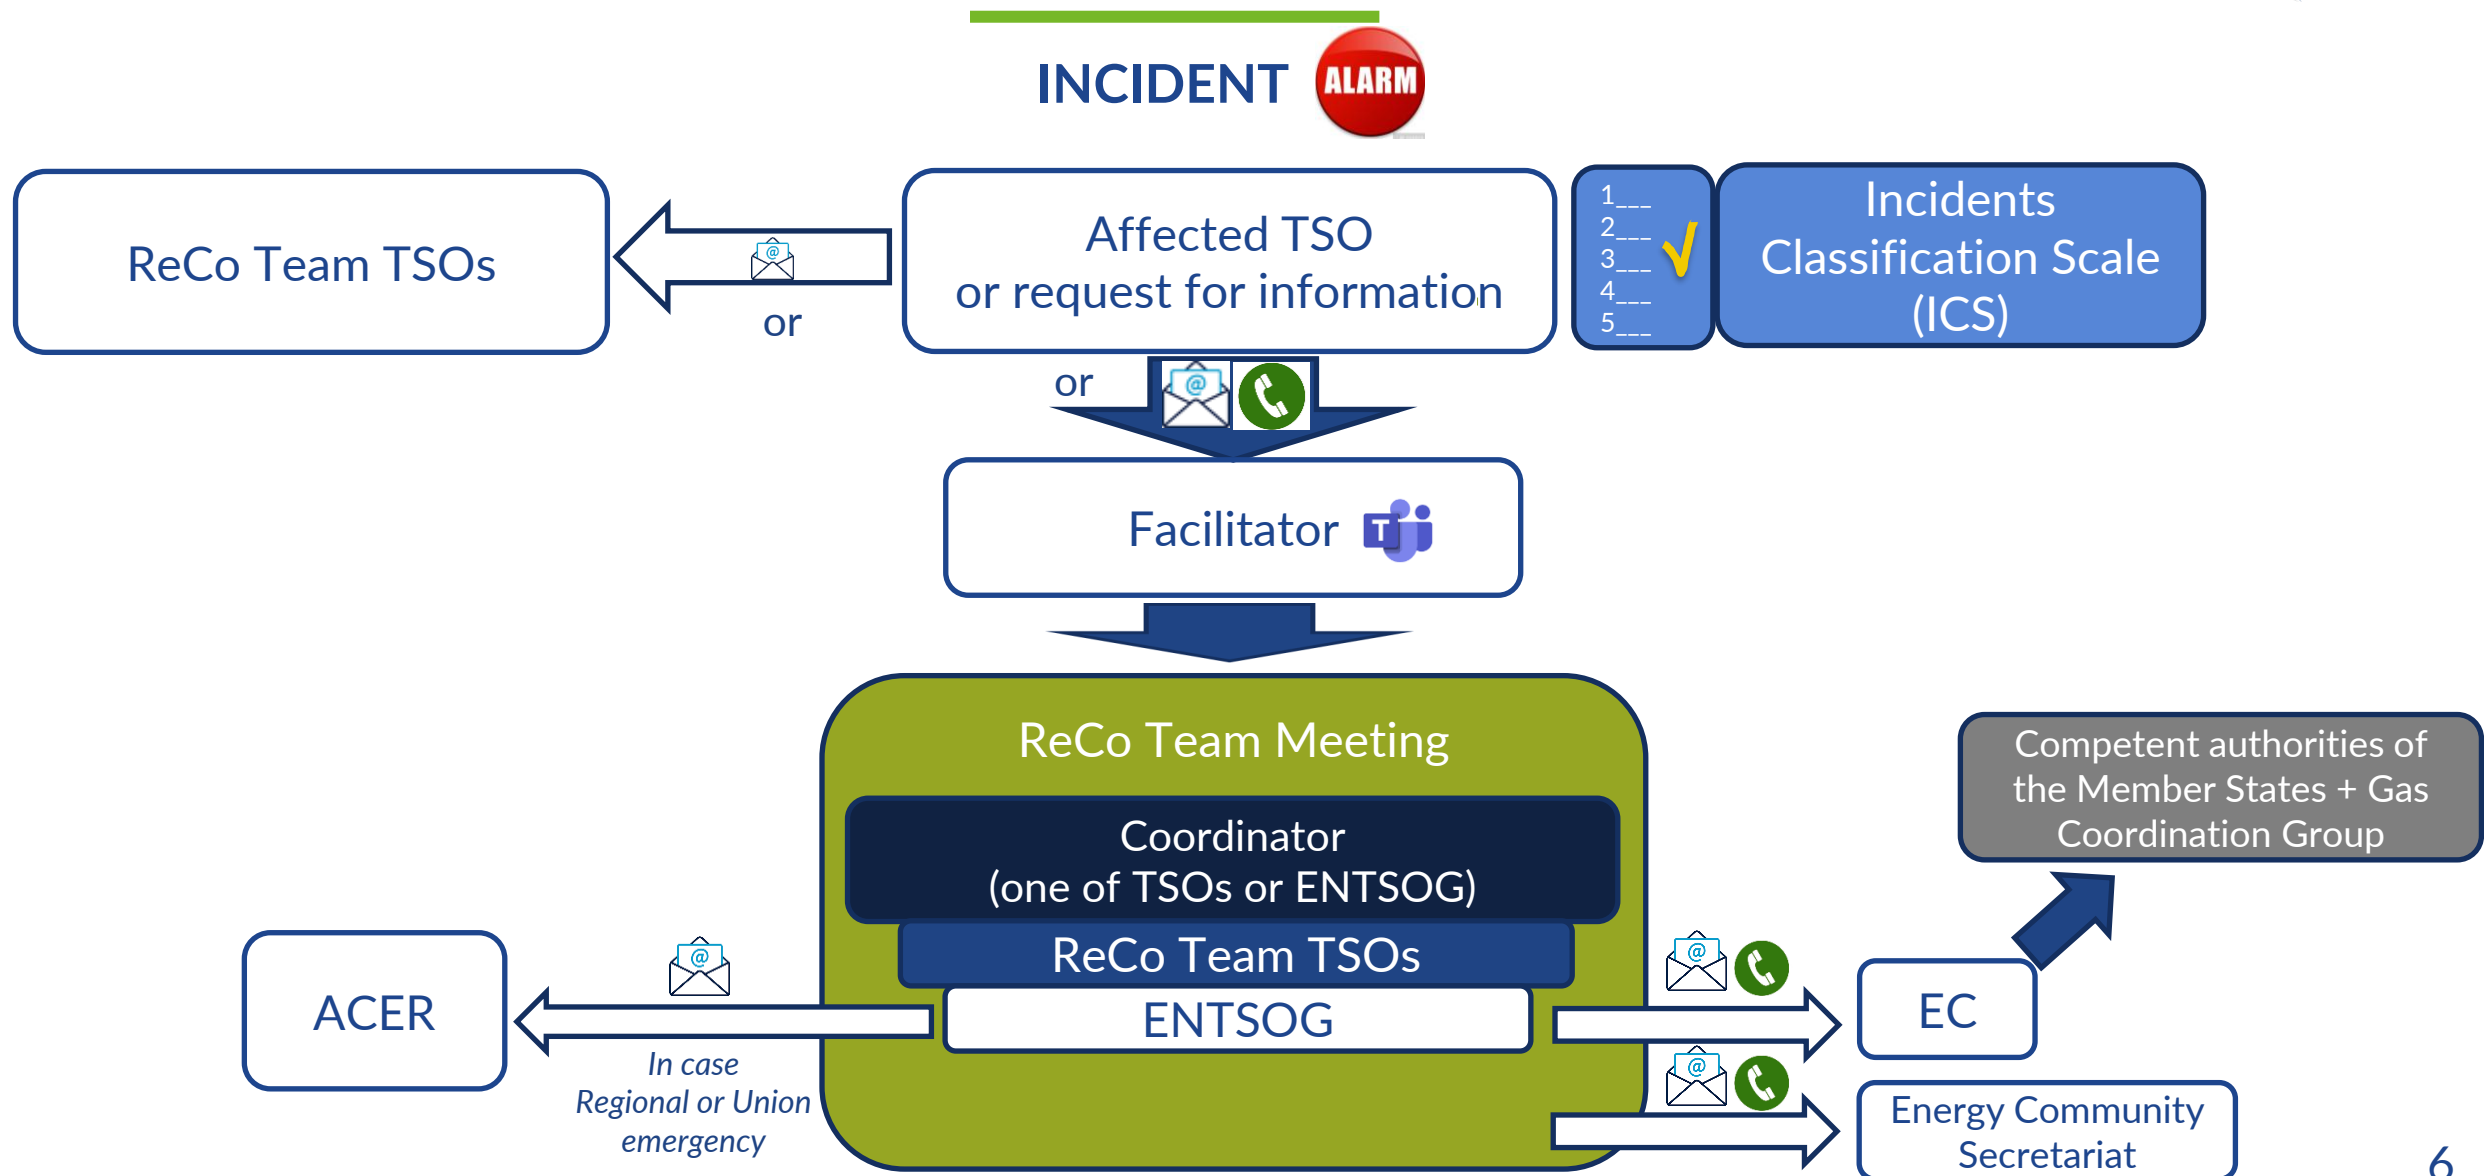 INCIDENT
ALARM
ReCo Team TSOs
or
Affected TSO
or request for information
1___
2___
3___
4___
5___
Incidents
Classification Scale
(ICS)
or
@
Facilitator
T
ReCo Team Meeting
Coordinator
(one of TSOs or ENTSOG)
ReCo Team TSOs
ENTSOG
ACER
In case
Regional or Union
emergency
Competent authorities of
the Member States + Gas
Coordination Group
EC
Energy Community
Secretariat
6